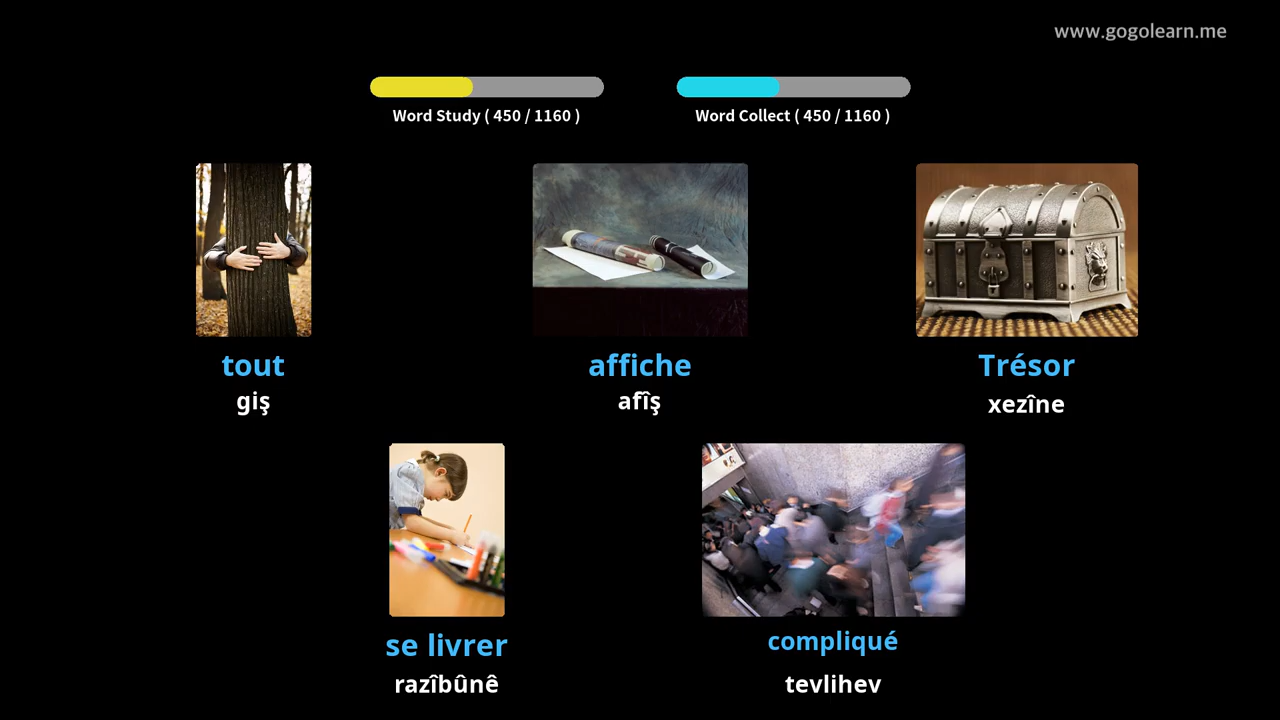 www.gogolearn.me
Word Study ( 450 / 1160 )
Word Collect ( 450 / 1160 )
tout
giş
affiche
afîş
Trésor
xezîne
se livrer
razîbûnê
compliqué
tevlihev